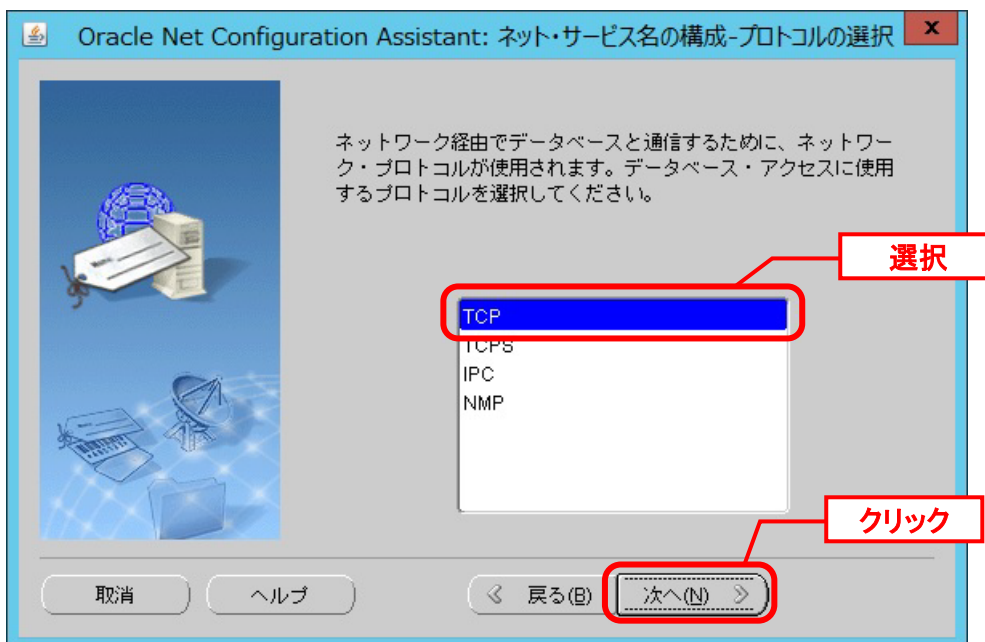 Oracle Net Configuration Assistant: ネット・サービス名の構成-プロトコルの選択
x
ネットワーク経由でデータベースと通信するために、ネットワー
ク・プロトコルが使用されます。データベース・アクセスに使用
するプロトコルを選択してください。
選択
TCP
TCPS
IPC
NMP
クリック
取消
ヘルプ
戻る(B)
次へ(N)